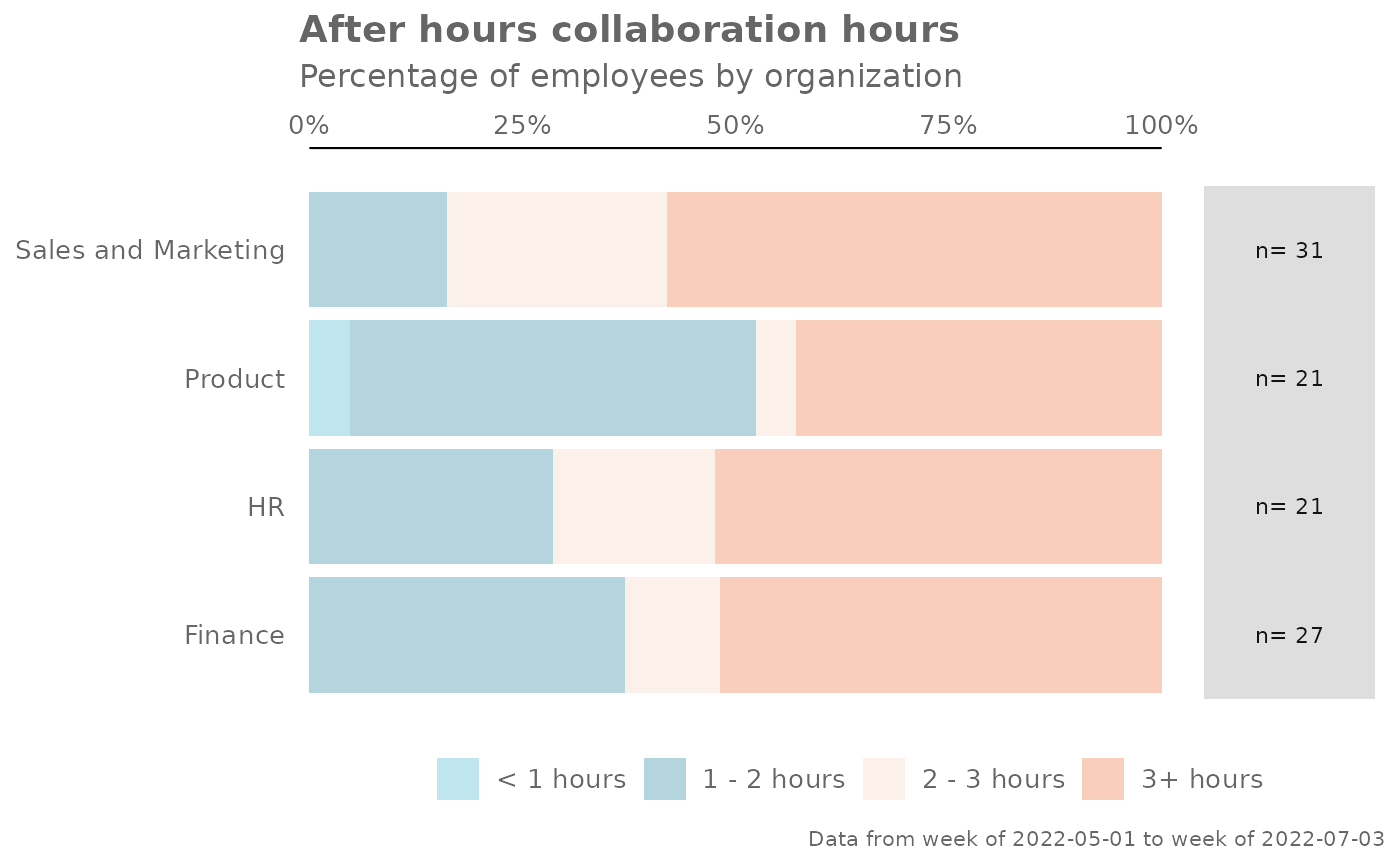 After hours collaboration hours
Percentage of employees by organization
0% 25% 50% 75% 100%
Sales and Marketing n= 31
Product n= 21
HR n= 21
Finance n= 27
< 1 hours 1 - 2 hours 2 - 3 hours 3+ hours
Data from week of 2022-05-01 to week of 2022-07-03